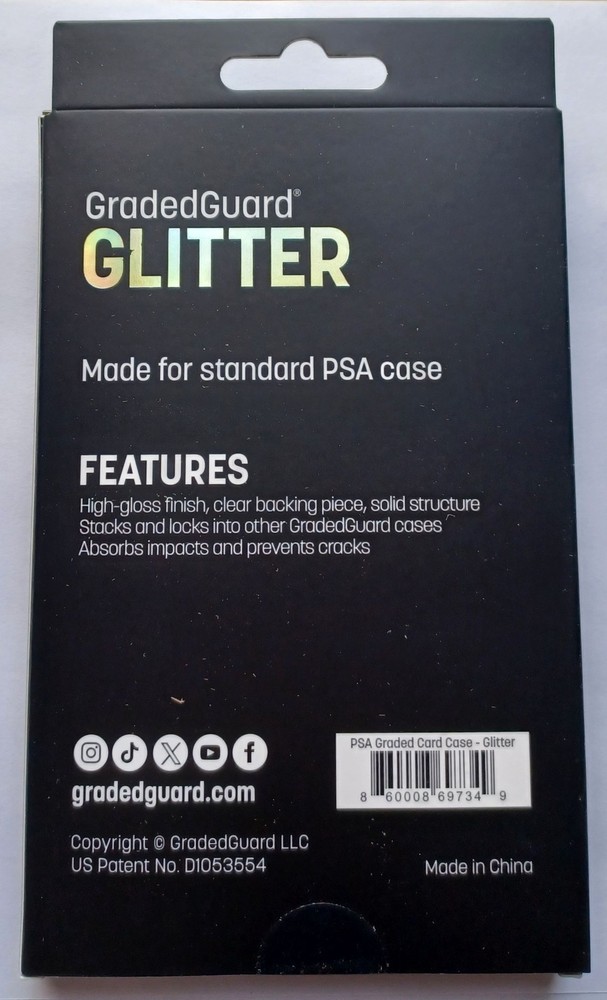 GradedGuard®
GLITTER
Made for standard PSA case
FEATURES
High-gloss finish, clear backing piece, solid structure
Stacks and locks into other GradedGuard cases
Absorbs impacts and prevents cracks
gradedguard.com
PSA Graded Card Case - Glitter
8 60008 69734 9
Copyright © GradedGuard LLC
US Patent No. D1053554
Made in China